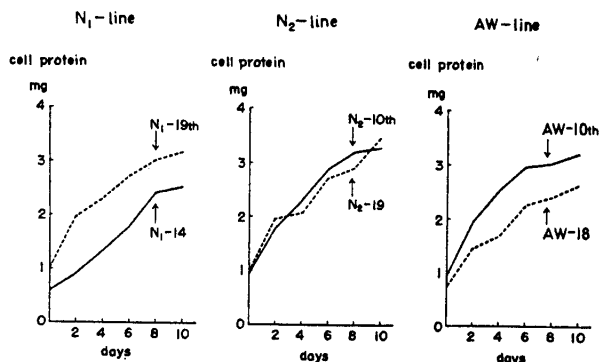 N₁-line
cell protein
mg
4
3
2
1
0
N₁-19th
N₁-14
2 4 6 8 10
days
N₂-line
cell protein
mg
4
3
2
1
0
N₂-10th
N₂-19
2 4 6 8 10
days
AW-line
cell protein
mg
4
3
2
1
0
AW-10th
AW-18
2 4 6 8 10
days